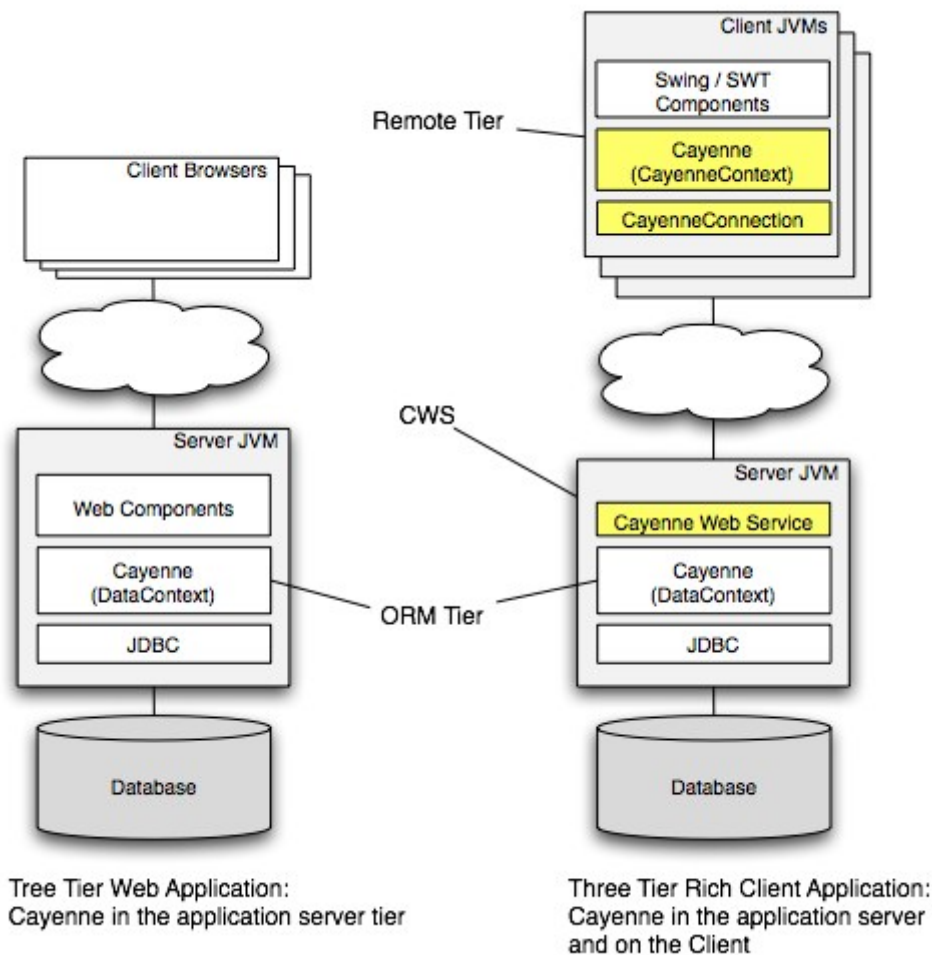 Client JVMs
Swing / SWT
Components
Remote Tier
Cayenne
(CayenneContext)
CayenneConnection
Client Browsers
CWS
Server JVM
Web Components
Cayenne
(DataContext)
JDBC
ORM Tier
Server JVM
Cayenne Web Service
Cayenne
(DataContext)
JDBC
Database
Database
Tree Tier Web Application:
Cayenne in the application server tier
Three Tier Rich Client Application:
Cayenne in the application server
and on the Client